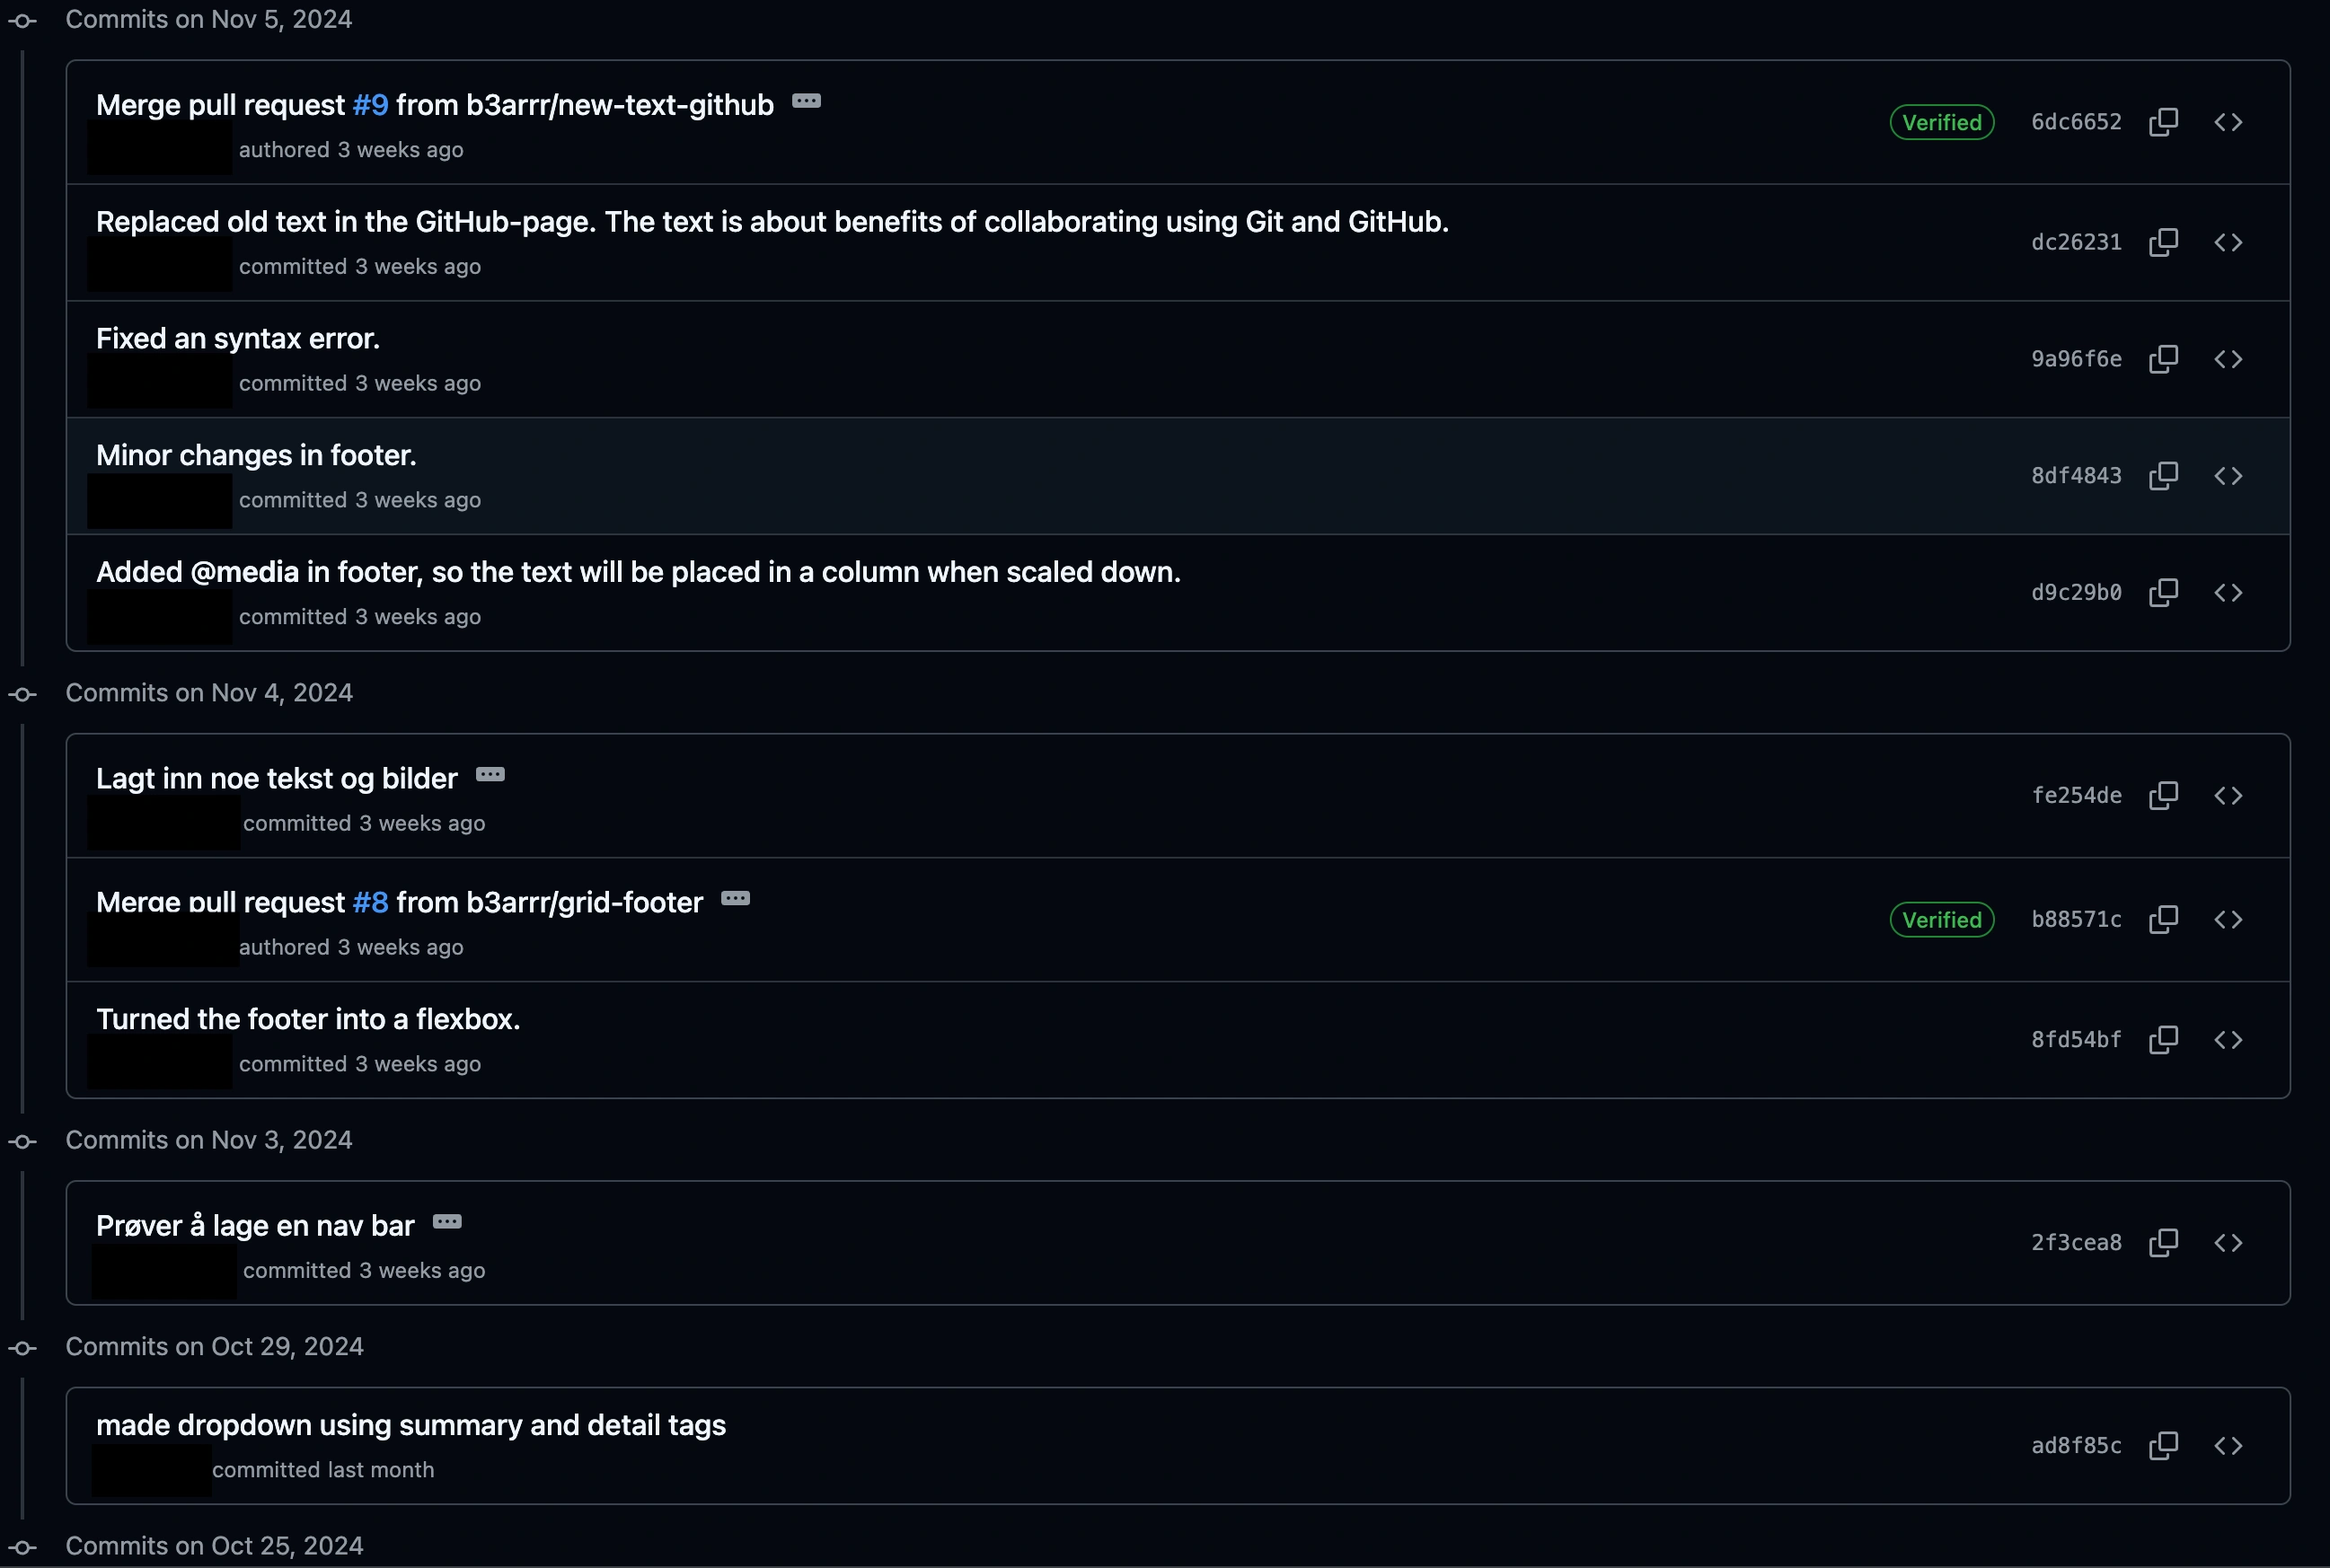 Commits on Nov 5, 2024
Merge pull request #9 from b3arrr/new-text-github
Verified 6dc6652
authored 3 weeks ago
Replaced old text in the GitHub-page. The text is about benefits of collaborating using Git and GitHub.
dc26231
committed 3 weeks ago
Fixed an syntax error.
9a96f6e
committed 3 weeks ago
Minor changes in footer.
8df4843
committed 3 weeks ago
Added @media in footer, so the text will be placed in a column when scaled down.
d9c29b0
committed 3 weeks ago
Commits on Nov 4, 2024
Lagt inn noe tekst og bilder
fe254de
committed 3 weeks ago
Merge pull request #8 from b3arrr/grid-footer
Verified b88571c
authored 3 weeks ago
Turned the footer into a flexbox.
8fd54bf
committed 3 weeks ago
Commits on Nov 3, 2024
Prøver å lage en nav bar
2f3cea8
committed 3 weeks ago
Commits on Oct 29, 2024
made dropdown using summary and detail tags
ad8f85c
committed last month
Commits on Oct 25, 2024